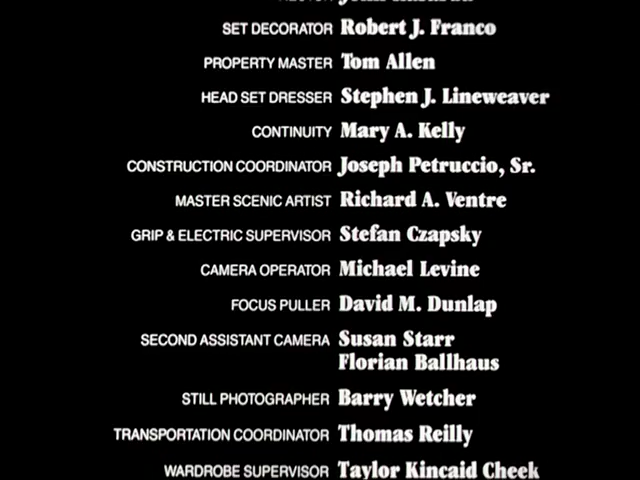 SET DECORATOR Robert J. Franco
PROPERTY MASTER Tom Allen
HEAD SET DRESSER Stephen J. Lineweaver
CONTINUITY Mary A. Kelly
CONSTRUCTION COORDINATOR Joseph Petruccio, Sr.
MASTER SCENIC ARTIST Richard A. Ventre
GRIP & ELECTRIC SUPERVISOR Stefan Czapsky
CAMERA OPERATOR Michael Levine
FOCUS PULLER David M. Dunlap
SECOND ASSISTANT CAMERA Susan Starr
Florian Ballhaus
STILL PHOTOGRAPHER Barry Wetcher
TRANSPORTATION COORDINATOR Thomas Reilly
WARDROBE SUPERVISOR Taylor Kincaid Cheek